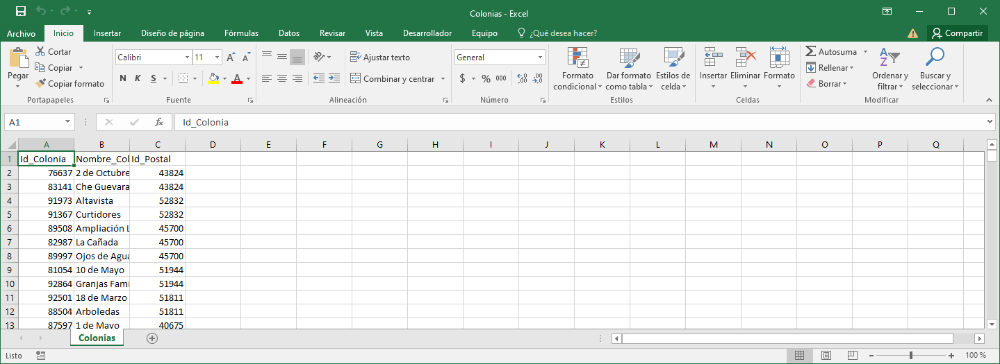 Colonias - Excel
Archivo Inicio Insertar Diseño de página Fórmulas Datos Revisar Vista Desarrollador Equipo ¿Qué desea hacer? Compartir
Pegar Cortar Copiar Copiar formato
Portapapeles
Calibri 11
N K S A
Fuente
Ajustar texto
Combinar y centrar
Alineación
General
$ % 000
Número
Formato condicional Dar formato como tabla Estilos de celda
Estilos
Insertar Eliminar Formato
Celdas
Autosuma
Rellenar
Borrar
Ordenar y filtrar Buscar y seleccionar
Modificar
A1 fx Id_Colonia
A B C D E F G H I J K L M N O P Q
1 Id_Colonia Nombre_Col Id_Postal
2 76637 2 de Octubre 43824
3 83141 Che Guevara 43824
4 91973 Altavista 52832
5 91367 Curtidores 52832
6 89508 Ampliación L 45700
7 82987 La Cañada 45700
8 89997 Ojos de Agua 45700
9 81054 10 de Mayo 51944
10 92864 Granjas Fami 51944
11 92501 18 de Marzo 51811
12 88504 Arboledas 51811
13 87597 1 de Mayo 40675
Colonias
Listo 100 %